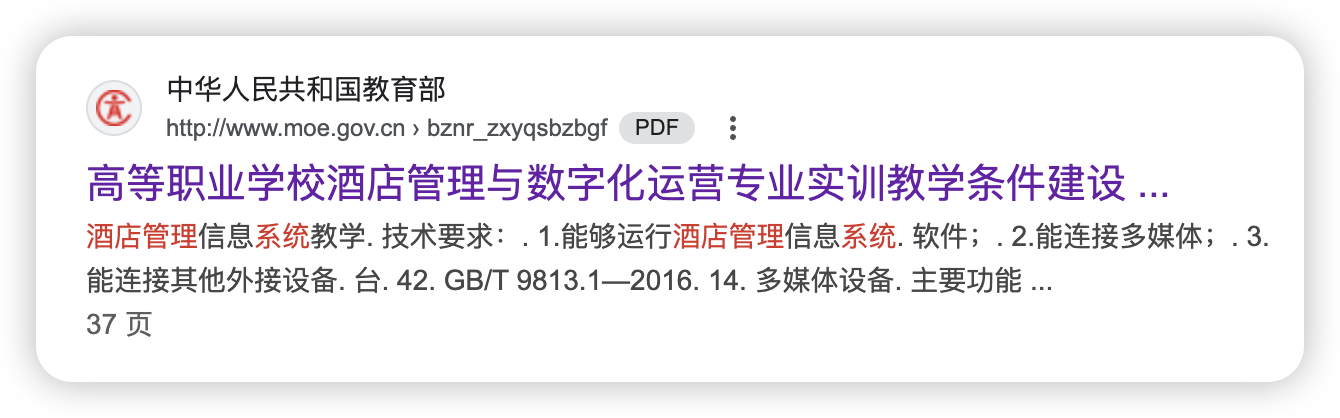 中华人民共和国教育部
http://www.moe.gov.cn › bznr_zxyqsbzbgf PDF
高等职业学校酒店管理与数字化运营专业实训教学条件建设 ...
酒店管理信息系统教学. 技术要求：. 1.能够运行酒店管理信息系统. 软件；. 2.能连接多媒体；. 3.
能连接其他外接设备. 台. 42. GB/T 9813.1—2016. 14. 多媒体设备. 主要功能 ...
37 页